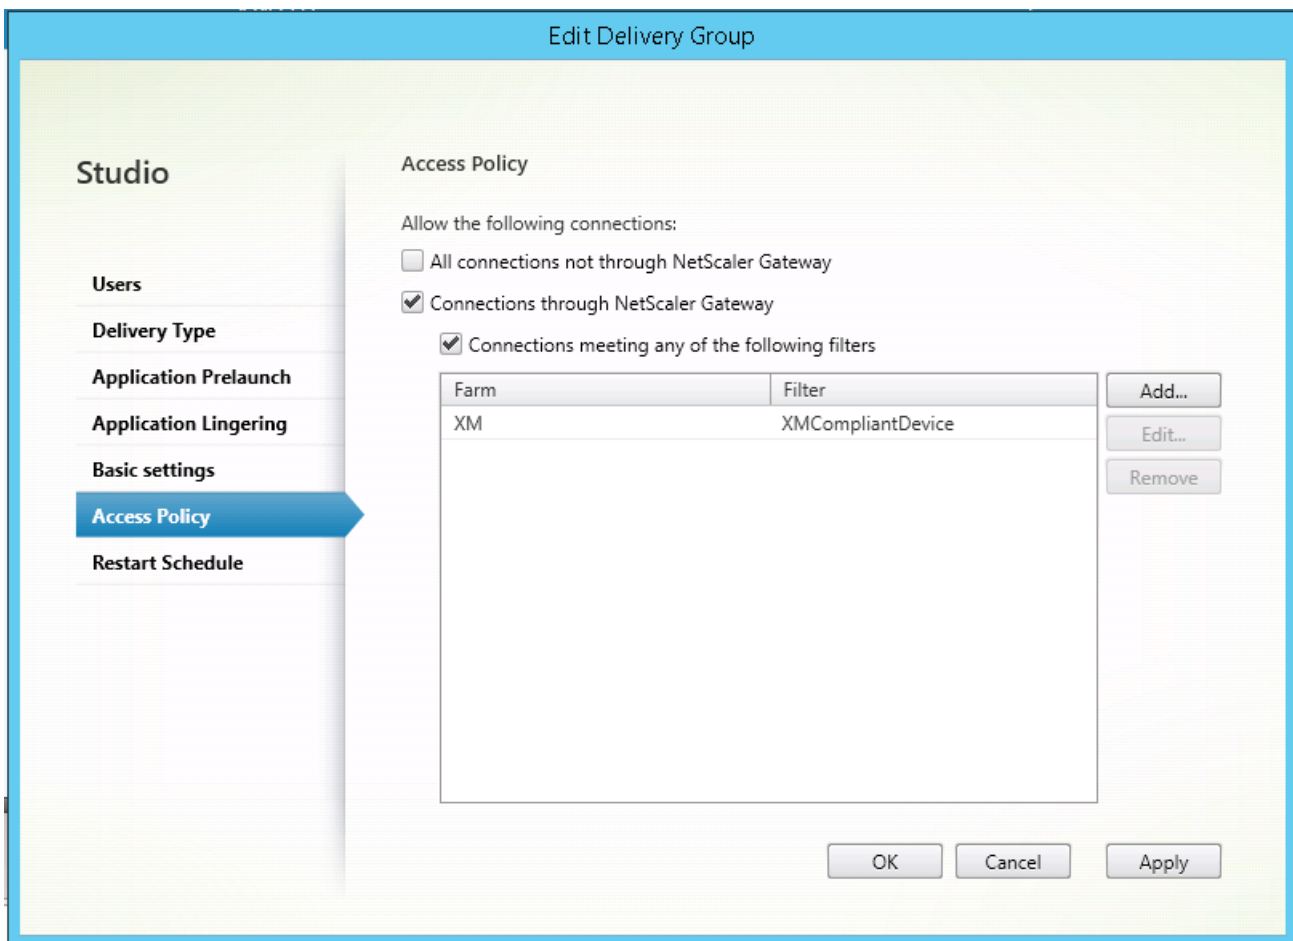 Edit Delivery Group
Studio
Users
Delivery Type
Application Prelaunch
Application Lingering
Basic settings
Access Policy
Restart Schedule
Access Policy
Allow the following connections:
All connections not through NetScaler Gateway
Connections through NetScaler Gateway
Connections meeting any of the following filters
Farm Filter
XM XMCompliantDevice
Add...
Edit...
Remove
OK Cancel Apply